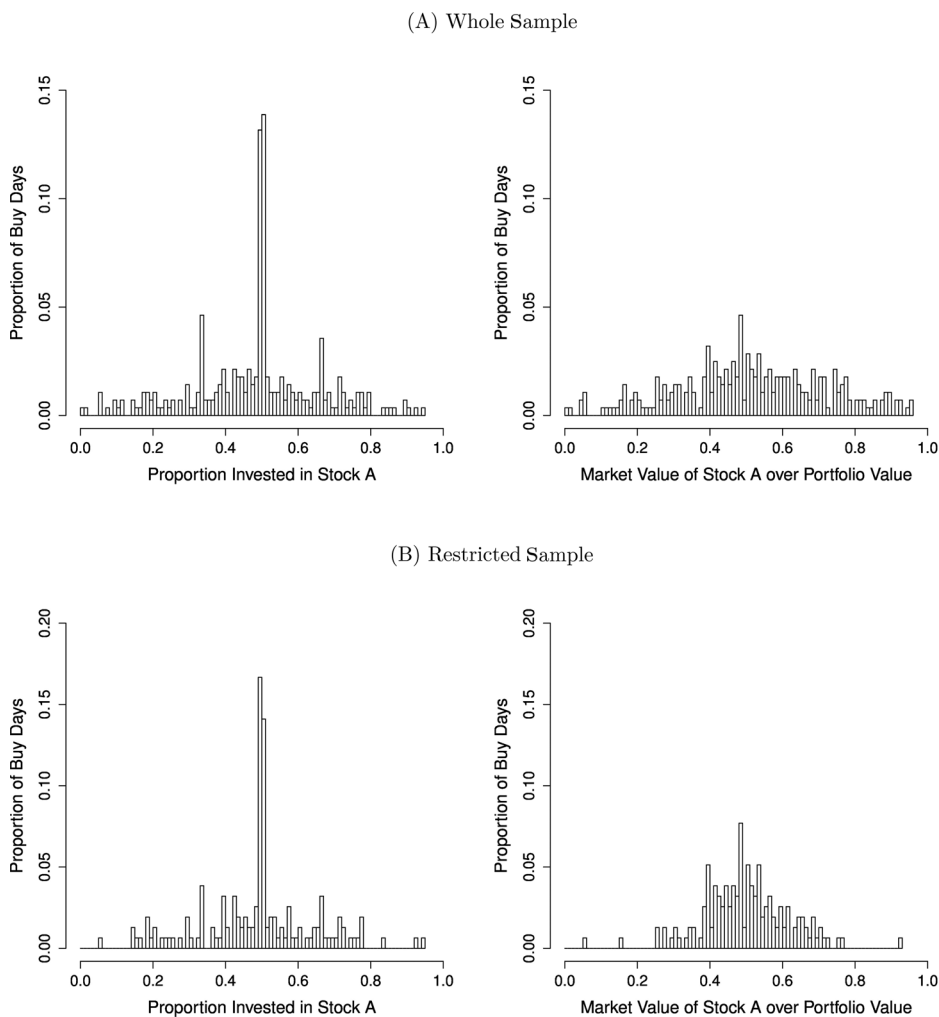 (A) Whole Sample
Proportion of Buy Days
0.15
0.10
0.05
0.00
0.0 0.2 0.4 0.6 0.8 1.0
Proportion Invested in Stock A
Proportion of Buy Days
0.15
0.10
0.05
0.00
0.0 0.2 0.4 0.6 0.8 1.0
Market Value of Stock A over Portfolio Value
(B) Restricted Sample
Proportion of Buy Days
0.20
0.15
0.10
0.05
0.00
0.0 0.2 0.4 0.6 0.8 1.0
Proportion Invested in Stock A
Proportion of Buy Days
0.20
0.15
0.10
0.05
0.00
0.0 0.2 0.4 0.6 0.8 1.0
Market Value of Stock A over Portfolio Value